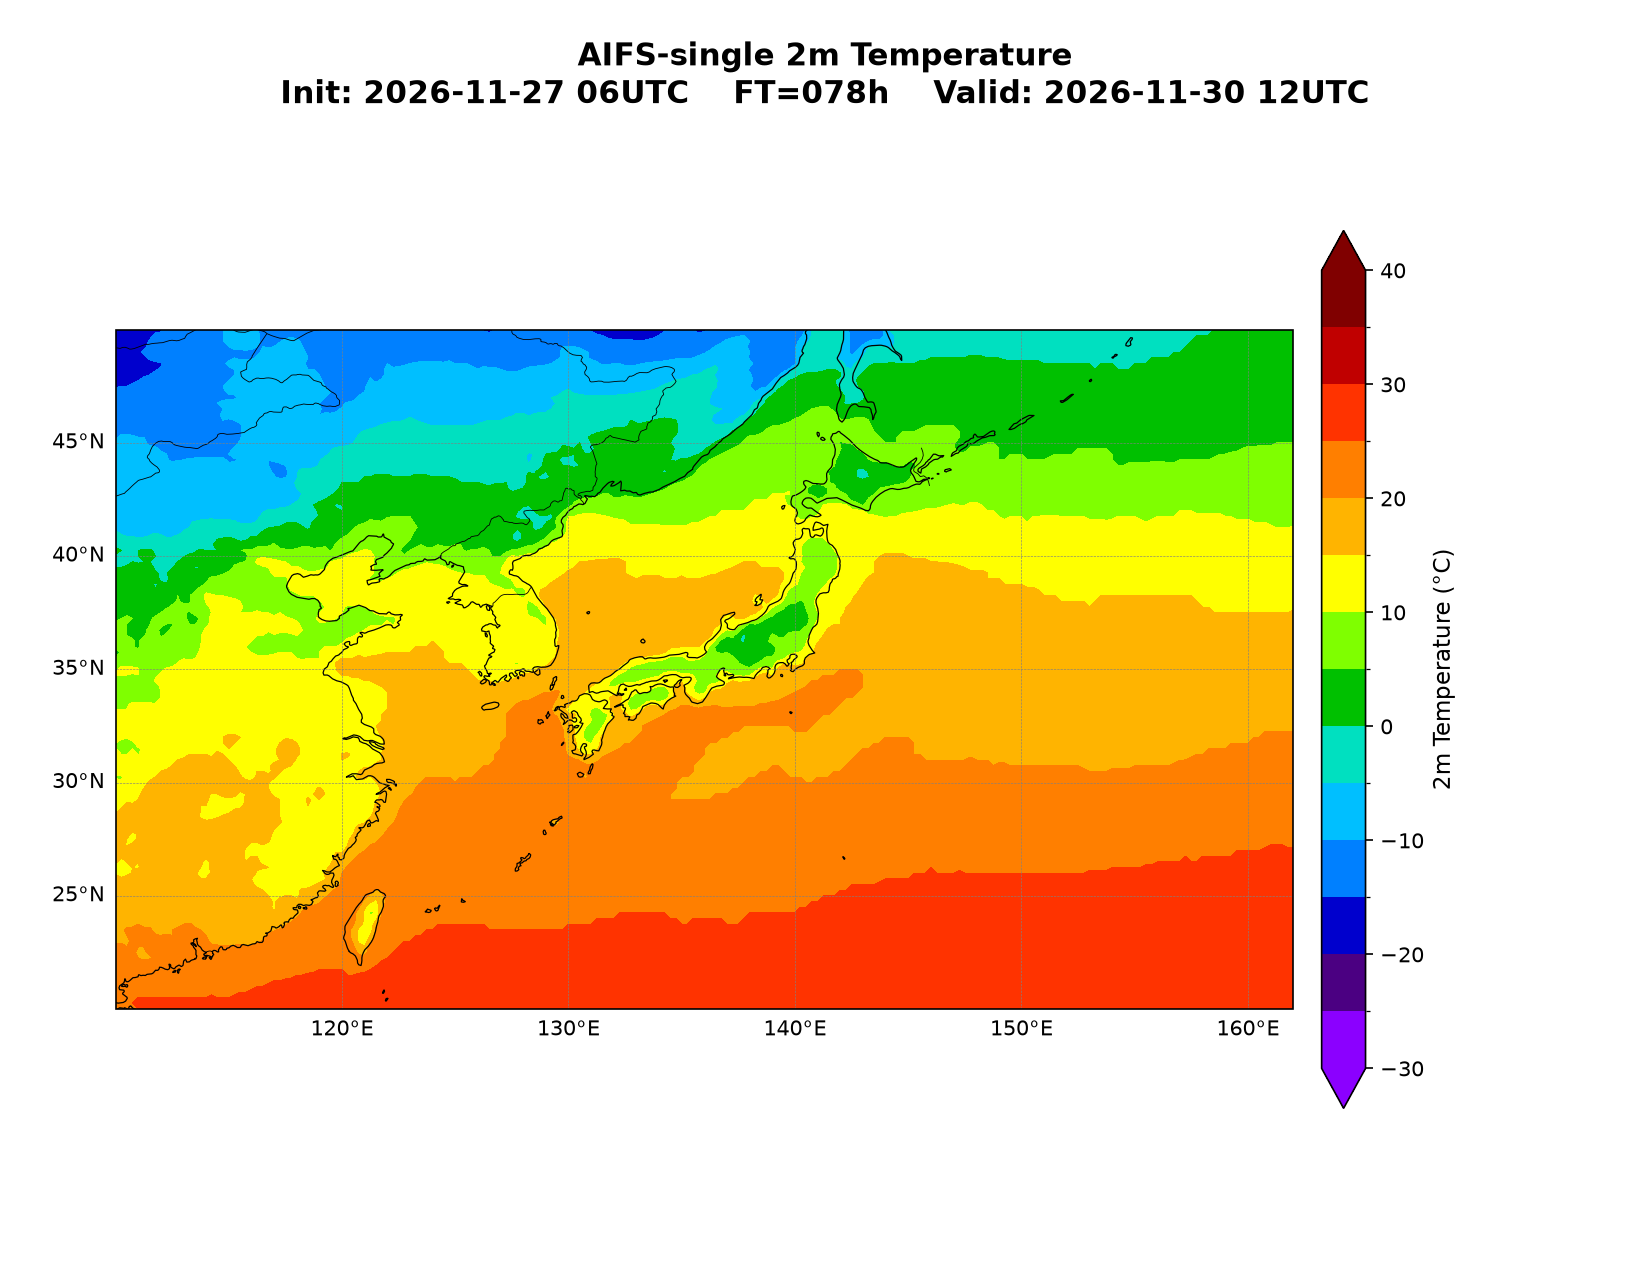 AIFS-single 2m Temperature
Init: 2026-11-27 06UTC    FT=078h    Valid: 2026-11-30 12UTC
45°N
40°N
35°N
30°N
25°N
120°E
130°E
140°E
150°E
160°E
40
30
20
10
0
−10
−20
−30
2m Temperature (°C)